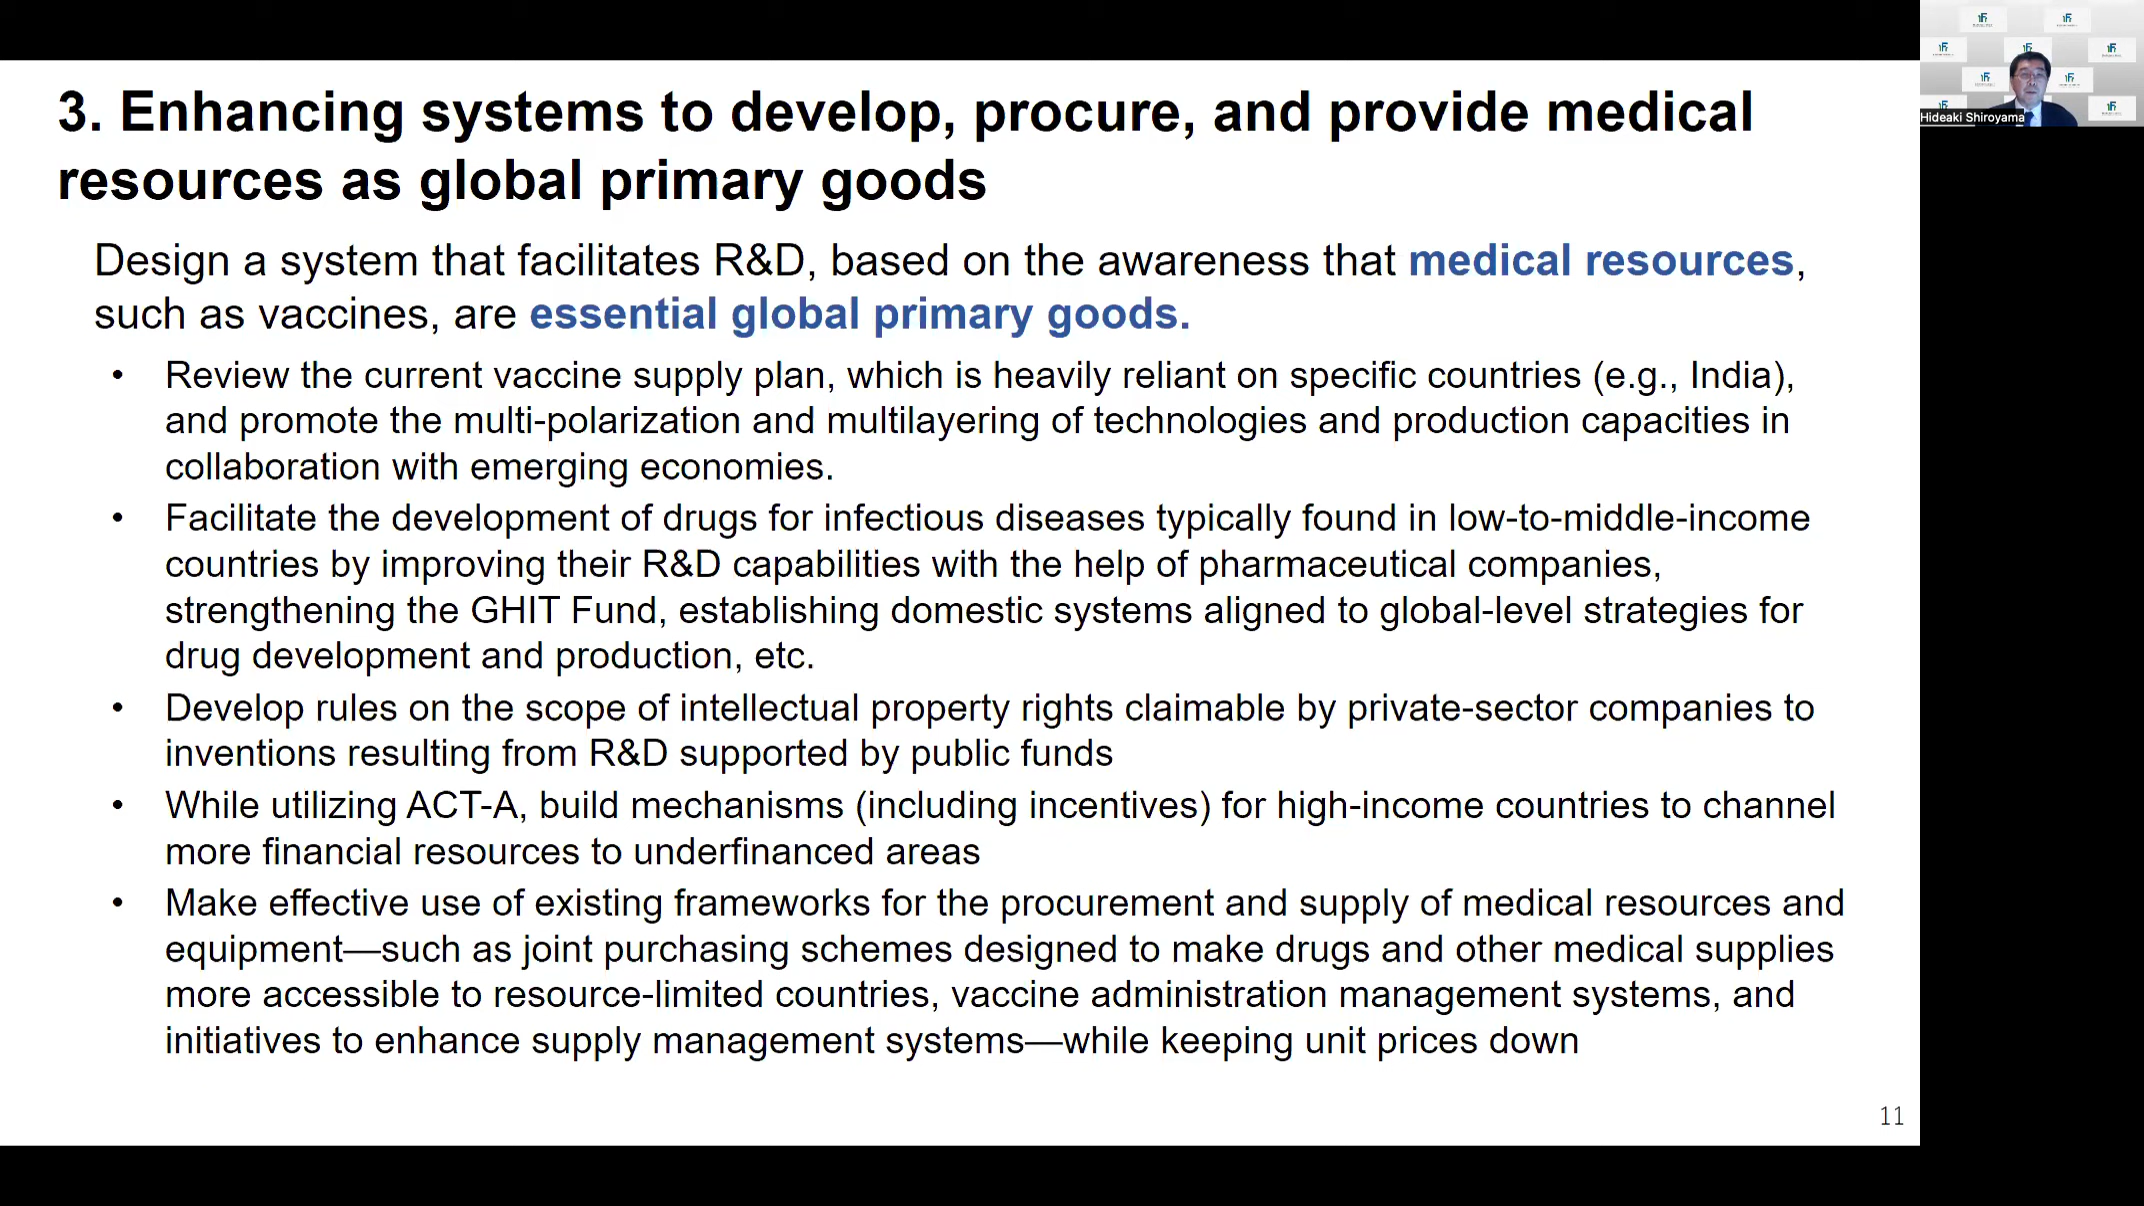 3. Enhancing systems to develop, procure, and provide medical
resources as global primary goods
Design a system that facilitates R&D, based on the awareness that medical resources,
such as vaccines, are essential global primary goods.
• Review the current vaccine supply plan, which is heavily reliant on specific countries (e.g., India),
and promote the multi-polarization and multilayering of technologies and production capacities in
collaboration with emerging economies.
• Facilitate the development of drugs for infectious diseases typically found in low-to-middle-income
countries by improving their R&D capabilities with the help of pharmaceutical companies,
strengthening the GHIT Fund, establishing domestic systems aligned to global-level strategies for
drug development and production, etc.
• Develop rules on the scope of intellectual property rights claimable by private-sector companies to
inventions resulting from R&D supported by public funds
• While utilizing ACT-A, build mechanisms (including incentives) for high-income countries to channel
more financial resources to underfinanced areas
• Make effective use of existing frameworks for the procurement and supply of medical resources and
equipment—such as joint purchasing schemes designed to make drugs and other medical supplies
more accessible to resource-limited countries, vaccine administration management systems, and
initiatives to enhance supply management systems—while keeping unit prices down
11
Hideaki Shiroyama